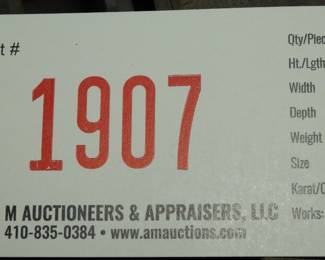 t #
1907
M AUCTIONEERS & APPRAISERS, LLC
410-835-0384 • www.amauctions.com
Qty/Piec
Ht./Lgth
Width
Depth
Weight
Size
Karat/C
Works: